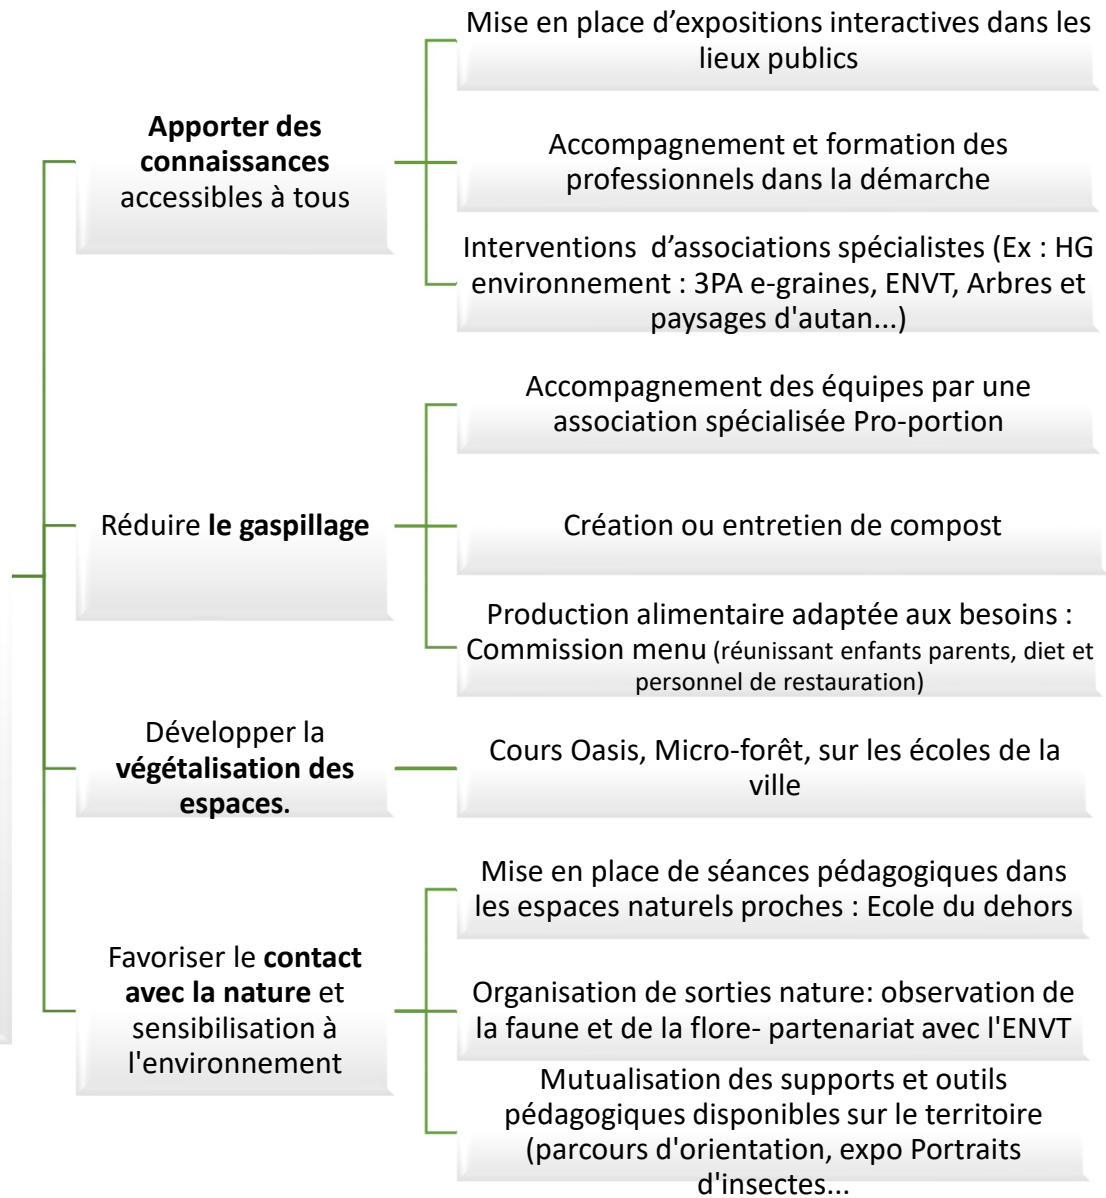 Mise en place d’expositions interactives dans les
lieux publics
Apporter des
connaissances
accessibles à tous
Accompagnement et formation des
professionnels dans la démarche
Interventions  d’associations spécialistes (Ex : HG
environnement : 3PA e-graines, ENVT, Arbres et
paysages d'autan...)
Réduire le gaspillage
Accompagnement des équipes par une
association spécialisée Pro-portion
Création ou entretien de compost
Production alimentaire adaptée aux besoins :
Commission menu (réunissant enfants parents, diet et
personnel de restauration)
Développer la
végétalisation des
espaces.
Cours Oasis, Micro-forêt, sur les écoles de la
ville
Favoriser le contact
avec la nature et
sensibilisation à
l'environnement
Mise en place de séances pédagogiques dans
les espaces naturels proches : Ecole du dehors
Organisation de sorties nature: observation de
la faune et de la flore- partenariat avec l'ENVT
Mutualisation des supports et outils
pédagogiques disponibles sur le territoire
(parcours d'orientation, expo Portraits
d'insectes...